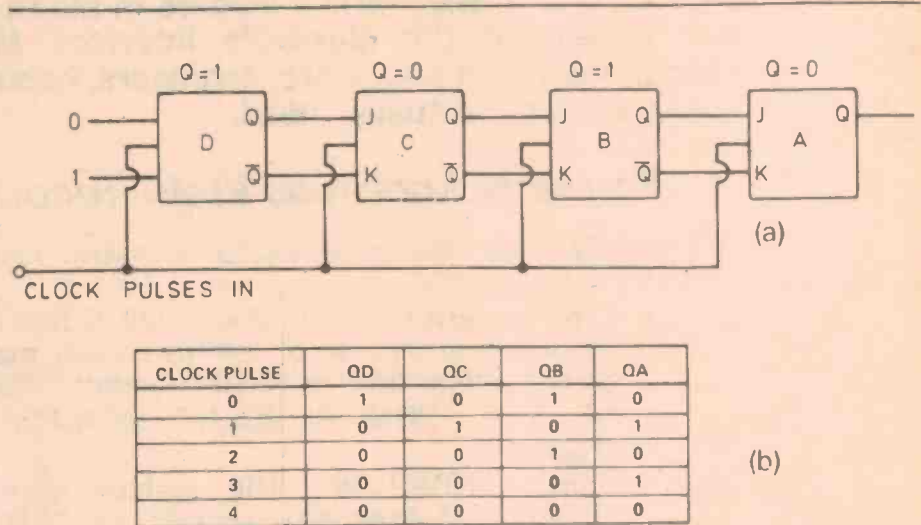 Q=1 Q=0 Q=1 Q=0
0 Q J Q J Q J Q
D C B A
1 Q̅ K Q̅ K Q̅ K
(a)
CLOCK PULSES IN
CLOCK PULSE QD QC QB QA
0 1 0 1 0
1 0 1 0 1
2 0 0 1 0
3 0 0 0 1
4 0 0 0 0
(b)